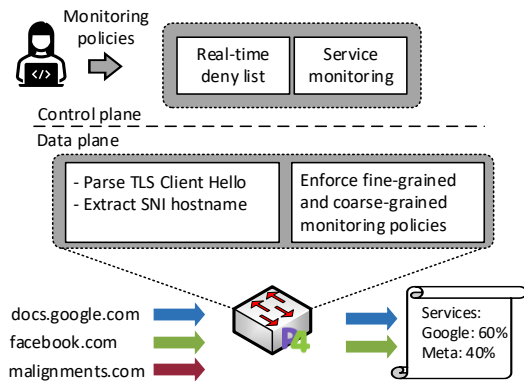 Monitoring
policies
Real-time
deny list
Service
monitoring
Control plane
Data plane
- Parse TLS Client Hello
- Extract SNI hostname
Enforce fine-grained
and coarse-grained
monitoring policies
docs.google.com
facebook.com
malignments.com
P4
Services:
Google: 60%
Meta: 40%